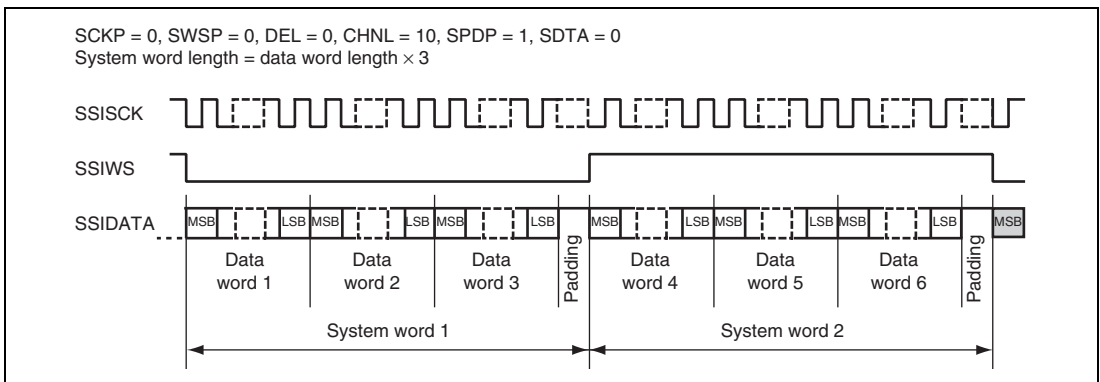 SCKP = 0, SWSP = 0, DEL = 0, CHNL = 10, SPDP = 1, SDTA = 0
System word length = data word length × 3
SSISCK
SSIWS
SSIDATA
MSB LSB MSB LSB MSB LSB MSB LSB MSB LSB MSB LSB MSB
Data word 1
Data word 2
Data word 3
Padding
Data word 4
Data word 5
Data word 6
Padding
System word 1
System word 2